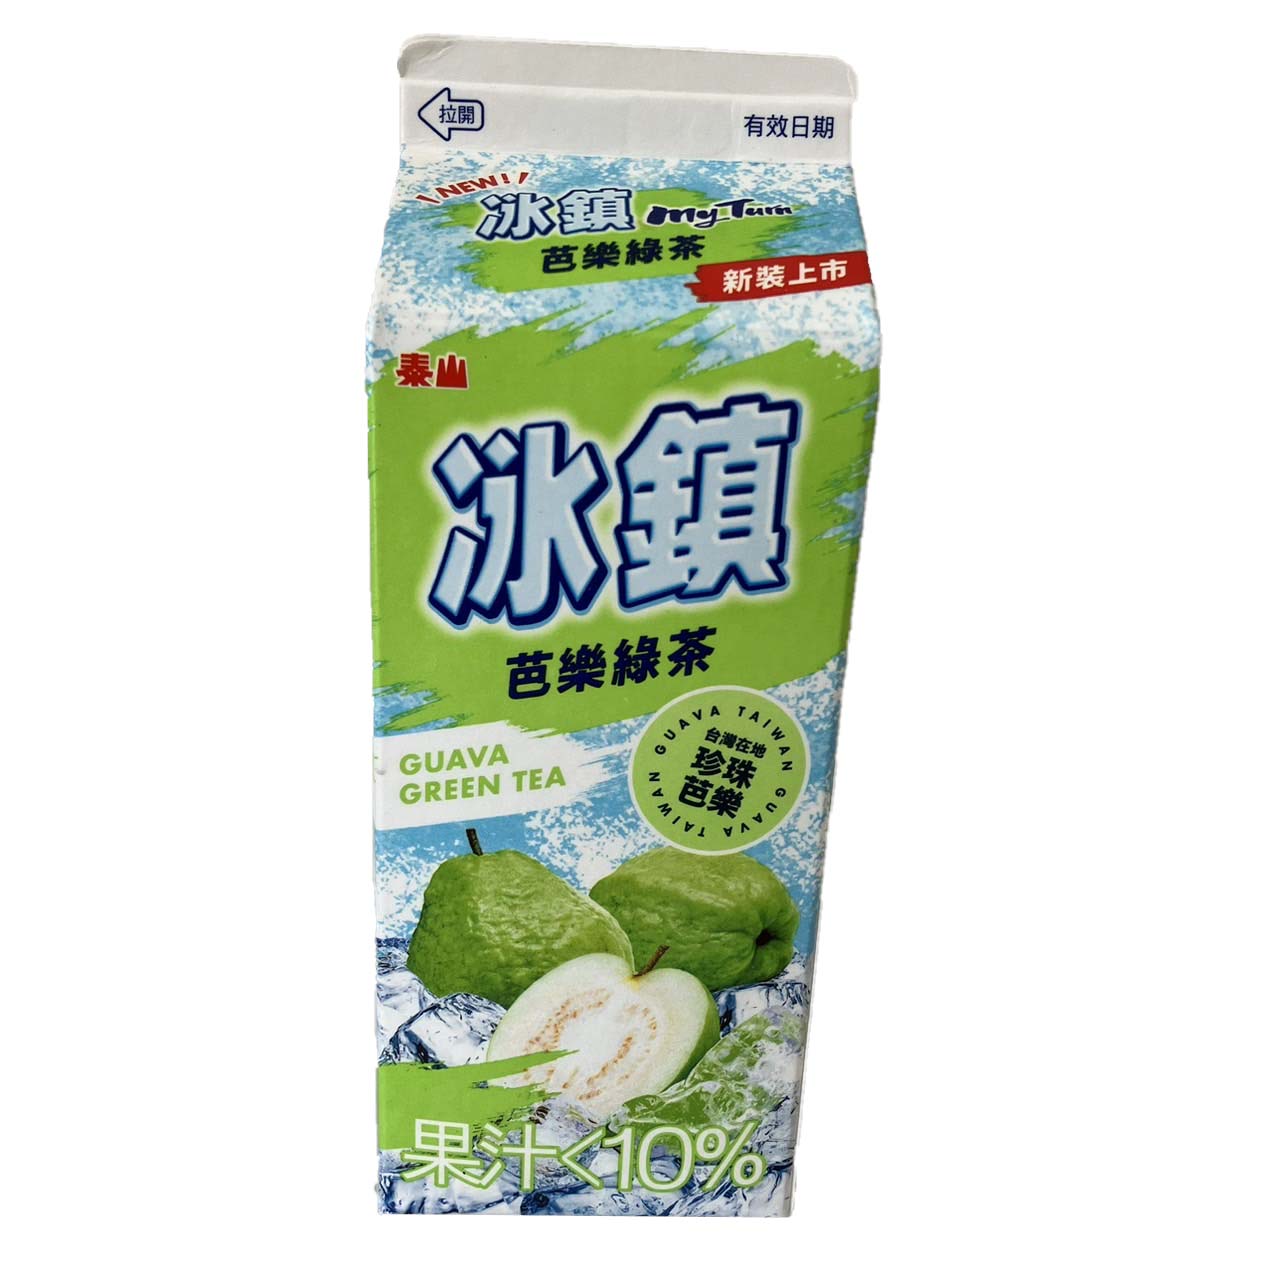 拉開
有效日期
NEW!
冰鎮 My Turn
芭樂綠茶
新裝上市
泰山
冰鎮
芭樂綠茶
GUAVA
GREEN TEA
GUAVA TAIWAN GUAVA TAIWAN
台灣在地
珍珠
芭樂
果汁<10%